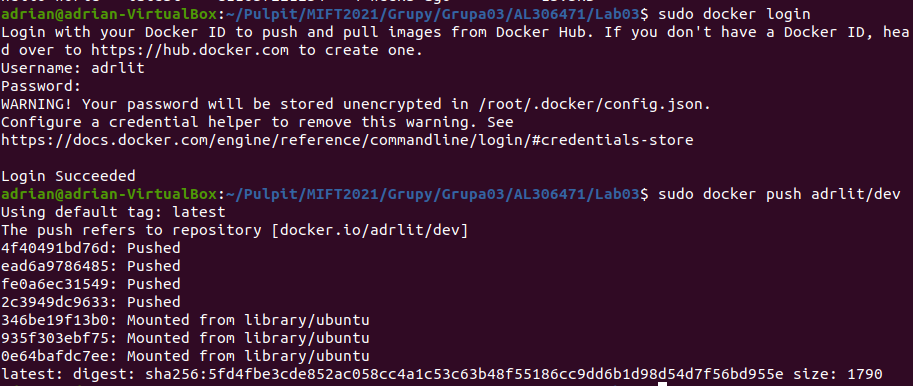 adrian@adrian-VirtualBox:~/Pulpit/MIFT2021/Grupy/Grupa03/AL306471/Lab03$ sudo docker login
Login with your Docker ID to push and pull images from Docker Hub. If you don't have a Docker ID, hea
d over to https://hub.docker.com to create one.
Username: adrlit
Password:
WARNING! Your password will be stored unencrypted in /root/.docker/config.json.
Configure a credential helper to remove this warning. See
https://docs.docker.com/engine/reference/commandline/login/#credentials-store
Login Succeeded
adrian@adrian-VirtualBox:~/Pulpit/MIFT2021/Grupy/Grupa03/AL306471/Lab03$ sudo docker push adrlit/dev
Using default tag: latest
The push refers to repository [docker.io/adrlit/dev]
4f40491bd76d: Pushed
ead6a9786485: Pushed
fe0a6ec31549: Pushed
2c3949dc9633: Pushed
346be19f13b0: Mounted from library/ubuntu
935f303ebf75: Mounted from library/ubuntu
0e64bafdc7ee: Mounted from library/ubuntu
latest: digest: sha256:5fd4fbe3cde852ac058cc4a1c53c63b48f55186cc9dd6b1d98d54d7f56bd955e size: 1790